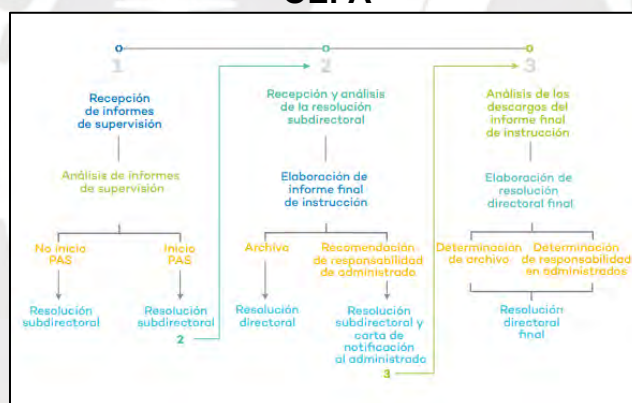 OEFA
1
2
3
Recepción
de informes
de supervisión
Análisis de informes
de supervisión
No inicio
PAS
Inicio
PAS
Resolución
subdirectoral
Resolución
subdirectoral
2
Recepción y análisis
de la resolución
subdirectoral
Elaboración de
informe final
de instrucción
Archivo
Recomendación
de responsabilidad
de administrado
Resolución
directoral
Resolución
subdirectoral y
carta de
notificación
al administrado
3
Análisis de los
descargos del
informe final
de instrucción
Elaboración de
resolución
directoral final
Determinación
de archivo
Determinación
de responsabilidad
en administrados
Resolución
directoral
final